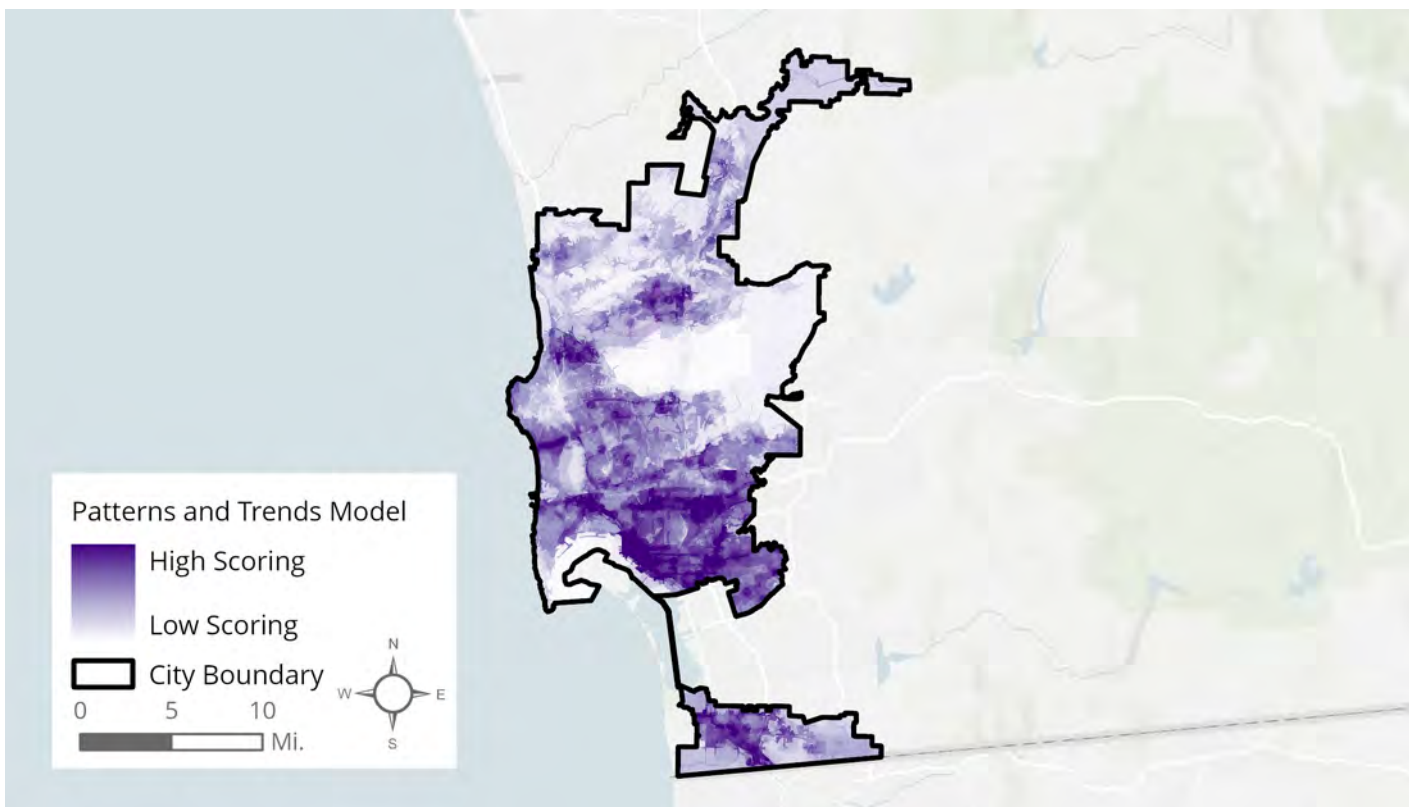 Patterns and Trends Model
High Scoring
Low Scoring
City Boundary
0 5 10
Mi.
N
W E
S